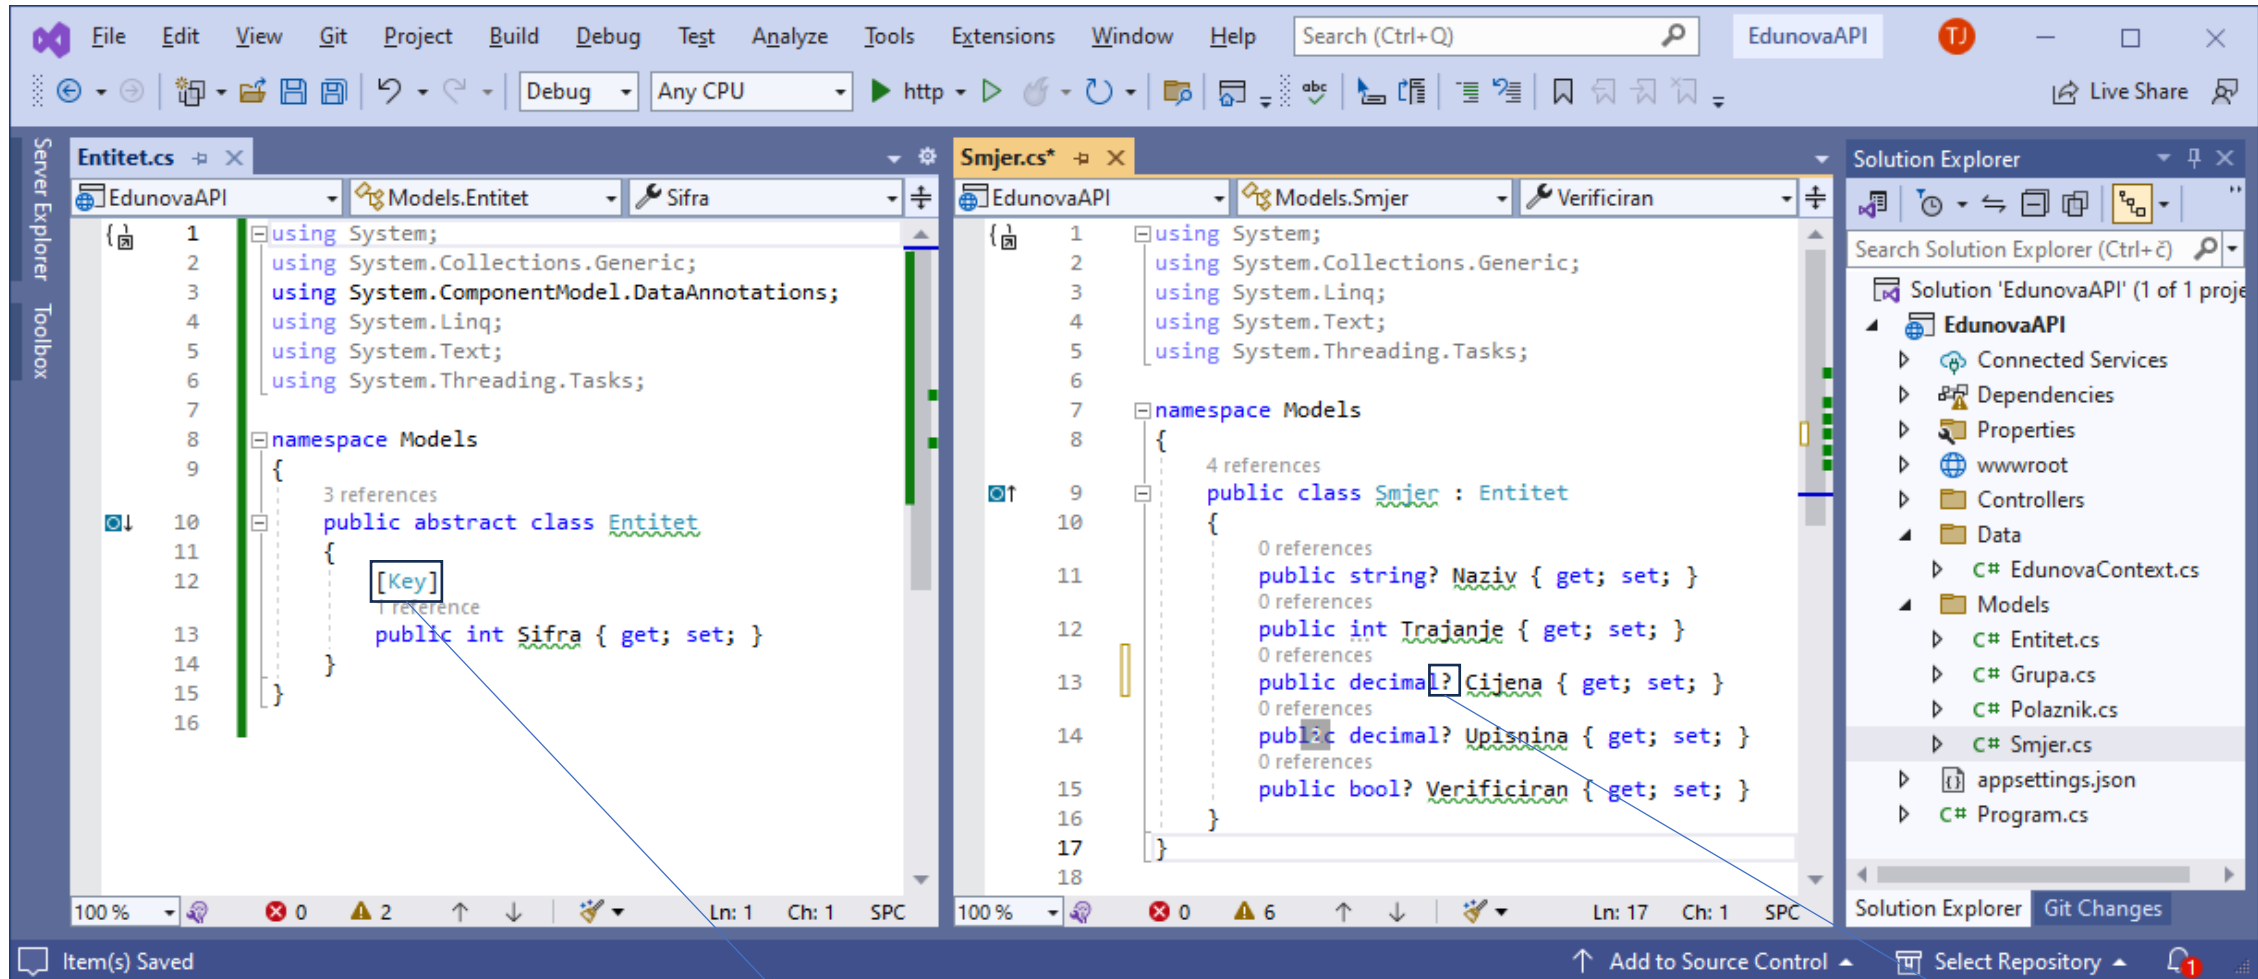 File Edit View Git Project Build Debug Test Analyze Tools Extensions Window Help Search (Ctrl+Q) EdunovaAPI TJ
Debug Any CPU http Live Share
Server Explorer
Toolbox
Entitet.cs
EdunovaAPI Models.Entitet Sifra
1 using System;
2 using System.Collections.Generic;
3 using System.ComponentModel.DataAnnotations;
4 using System.Linq;
5 using System.Text;
6 using System.Threading.Tasks;
7
8 namespace Models
9 {
3 references
10 public abstract class Entitet
11 {
12 [Key]
1 reference
13 public int Sifra { get; set; }
14 }
15 }
16
100 % 0 2 Ln: 1 Ch: 1 SPC
Smjer.cs*
EdunovaAPI Models.Smjer Verificiran
1 using System;
2 using System.Collections.Generic;
3 using System.Linq;
4 using System.Text;
5 using System.Threading.Tasks;
6
7 namespace Models
8 {
4 references
9 public class Smjer : Entitet
10 {
0 references
11 public string? Naziv { get; set; }
0 references
12 public int Trajanje { get; set; }
0 references
13 public decimal? Cijena { get; set; }
0 references
14 public decimal? Upisnina { get; set; }
0 references
15 public bool? Verificiran { get; set; }
16 }
17 }
18
100 % 0 6 Ln: 17 Ch: 1 SPC
Solution Explorer
Search Solution Explorer (Ctrl+č)
Solution 'EdunovaAPI' (1 of 1 proje
EdunovaAPI
Connected Services
Dependencies
Properties
wwwroot
Controllers
Data
C# EdunovaContext.cs
Models
C# Entitet.cs
C# Grupa.cs
C# Polaznik.cs
C# Smjer.cs
appsettings.json
C# Program.cs
Solution Explorer Git Changes
Item(s) Saved Add to Source Control Select Repository 1